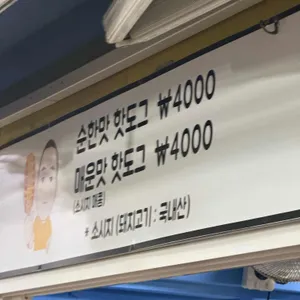 순한맛 핫도그 ₩4000
매운맛 핫도그 ₩4000
(소시지 매콤)
* 소시지 (돼지고기 : 국내산)